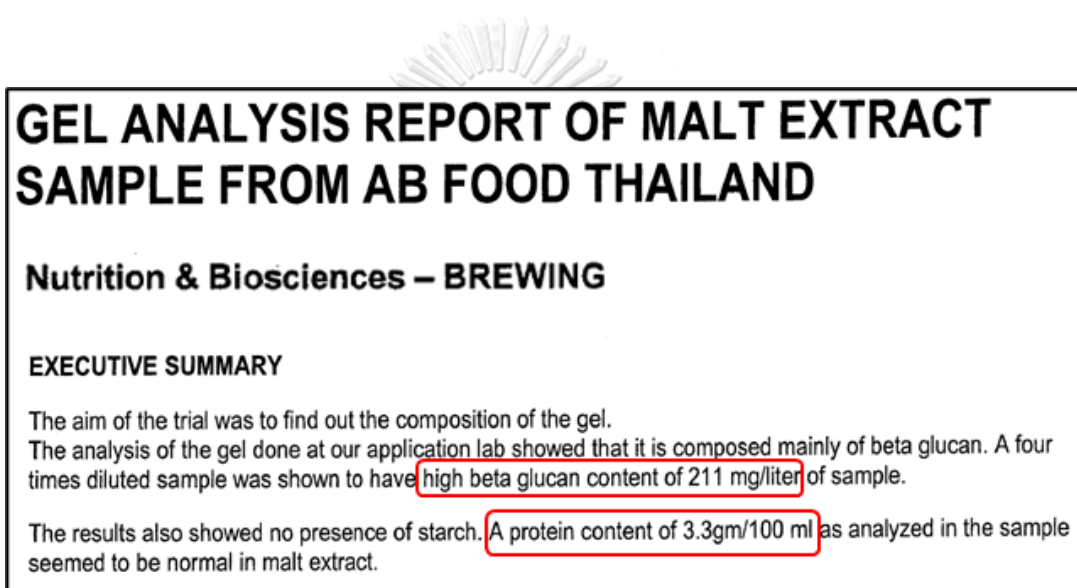 GEL ANALYSIS REPORT OF MALT EXTRACT
SAMPLE FROM AB FOOD THAILAND
Nutrition & Biosciences – BREWING
EXECUTIVE SUMMARY
The aim of the trial was to find out the composition of the gel.
The analysis of the gel done at our application lab showed that it is composed mainly of beta glucan. A four
times diluted sample was shown to have high beta glucan content of 211 mg/liter of sample.
The results also showed no presence of starch. A protein content of 3.3gm/100 ml as analyzed in the sample
seemed to be normal in malt extract.